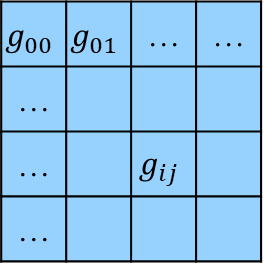 g₀₀ g₀₁ … …
…
… gᵢⱼ
…